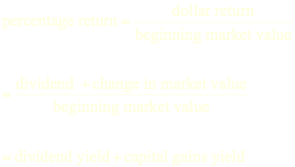 percentage return = dollar return
beginning market value
= dividend + change in market value
beginning market value
= dividend yield + capital gains yield